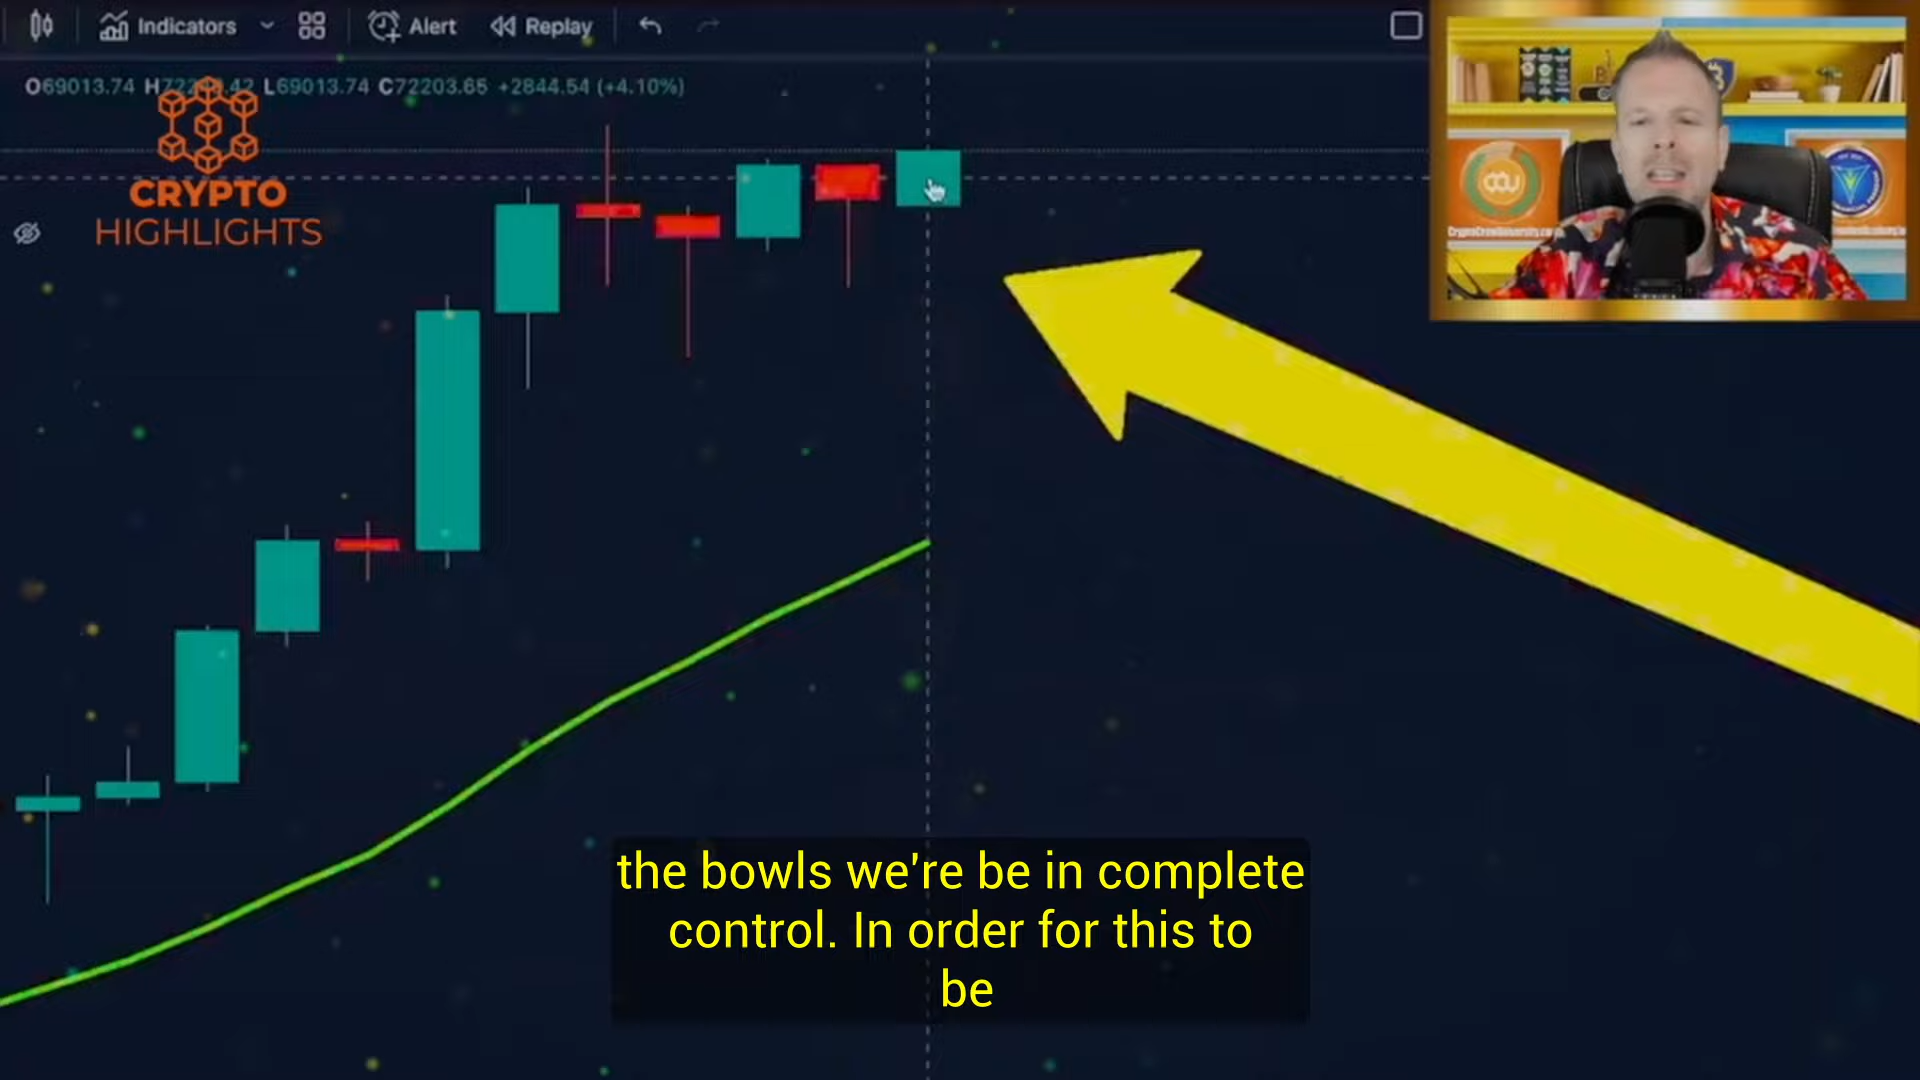 Indicators Alert Replay
O69013.74 L69013.74 C72203.65 +2844.54 (+4.10%)
CRYPTO
HIGHLIGHTS
the bowls we're be in complete
control. In order for this to
be